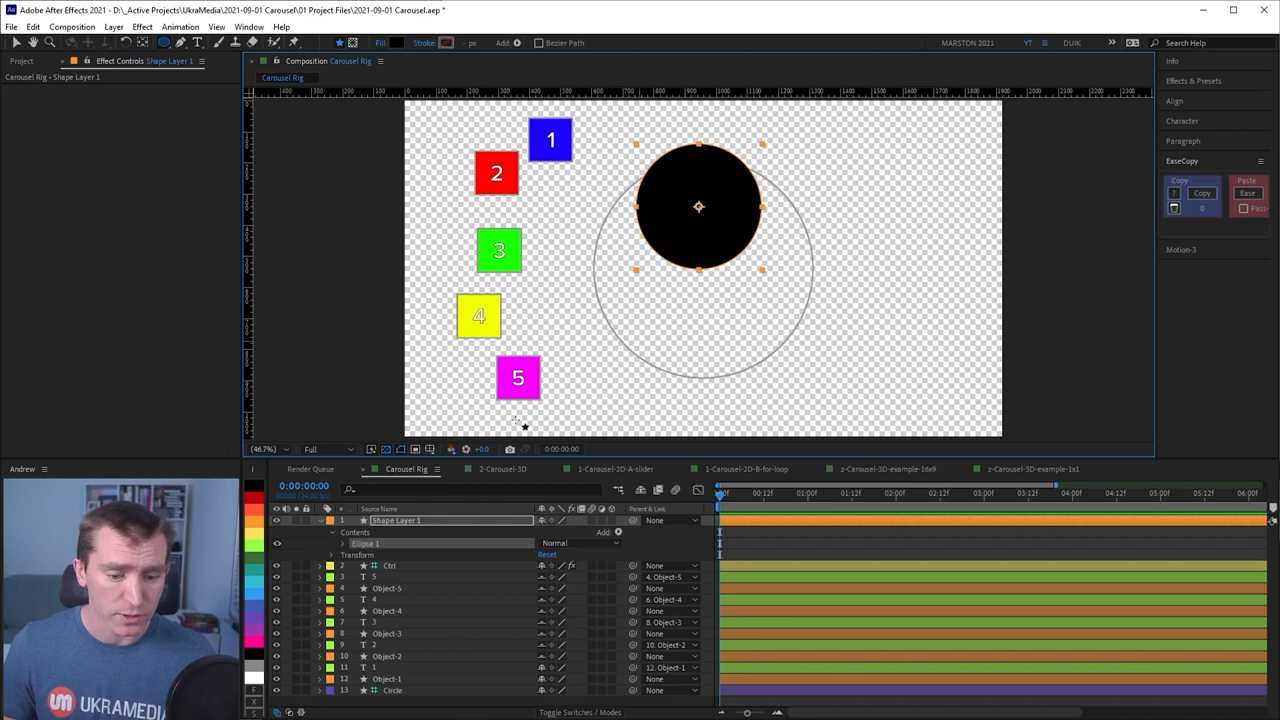 Adobe After Effects 2021 - D:\_Active Projects\UkraMedia\2021-09-01 Carousel\01 Project Files\2021-09-01 Carousel.aep *
File Edit Composition Layer Effect Animation View Window Help
Fill: Stroke: - px Add: Bezier Path MARSTON 2021 YT DUIK Search Help
Project Effect Controls Shape Layer 1
Carousel Rig • Shape Layer 1
Composition Carousel Rig
Carousel Rig
Info
Effects & Presets
Align
Character
Paragraph
EaseCopy
Copy Paste
? Copy Ease
0 Pass-
Motion-3
1
2
3
4
5
(46.7%) Full +0.0 0:00:00:00
Andrew
Render Queue Carousel Rig 2-Carousel-3D 1-Carousel-2D-A-slider 1-Carousel-2D-B-for-loop z-Carousel-3D-example-16x9 z-Carousel-3D-example-1x1
0:00:00:00
00:12f 01:00f 01:12f 02:00f 02:12f 03:00f 03:12f 04:00f 04:12f 05:00f 05:12f 06:00f
# Source Name Parent & Link
1 Shape Layer 1 None
Contents Add:
Ellipse 1 Normal
Transform Reset
2 Ctrl None
3 T 5 4. Object-5
4 Object-5 None
5 T 4 6. Object-4
6 Object-4 None
7 T 3 8. Object-3
8 Object-3 None
9 T 2 10. Object-2
10 Object-2 None
11 T 1 12. Object-1
12 Object-1 None
13 Circle None
F
X
S
Toggle Switches / Modes
UKRAMEDIA